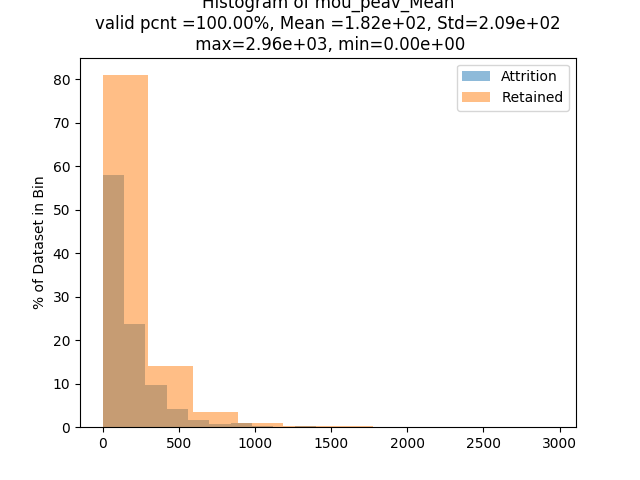 Histogram of mou_peav_Mean
valid pcnt =100.00%, Mean =1.82e+02, Std=2.09e+02
max=2.96e+03, min=0.00e+00
Attrition
Retained
% of Dataset in Bin
80
70
60
50
40
30
20
10
0
0 500 1000 1500 2000 2500 3000